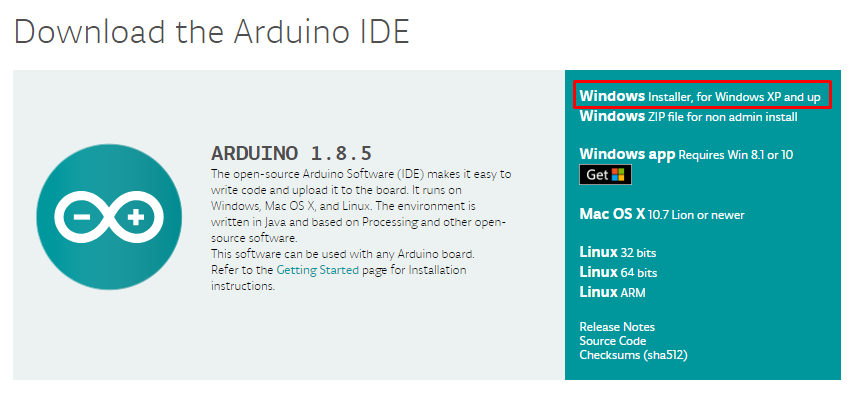 Download the Arduino IDE
ARDUINO 1.8.5
The open-source Arduino Software (IDE) makes it easy to
write code and upload it to the board. It runs on
Windows, Mac OS X, and Linux. The environment is
written in Java and based on Processing and other open-
source software.
This software can be used with any Arduino board.
Refer to the Getting Started page for Installation
instructions.
Windows Installer, for Windows XP and up
Windows ZIP file for non admin install
Windows app Requires Win 8.1 or 10
Get
Mac OS X 10.7 Lion or newer
Linux 32 bits
Linux 64 bits
Linux ARM
Release Notes
Source Code
Checksums (sha512)